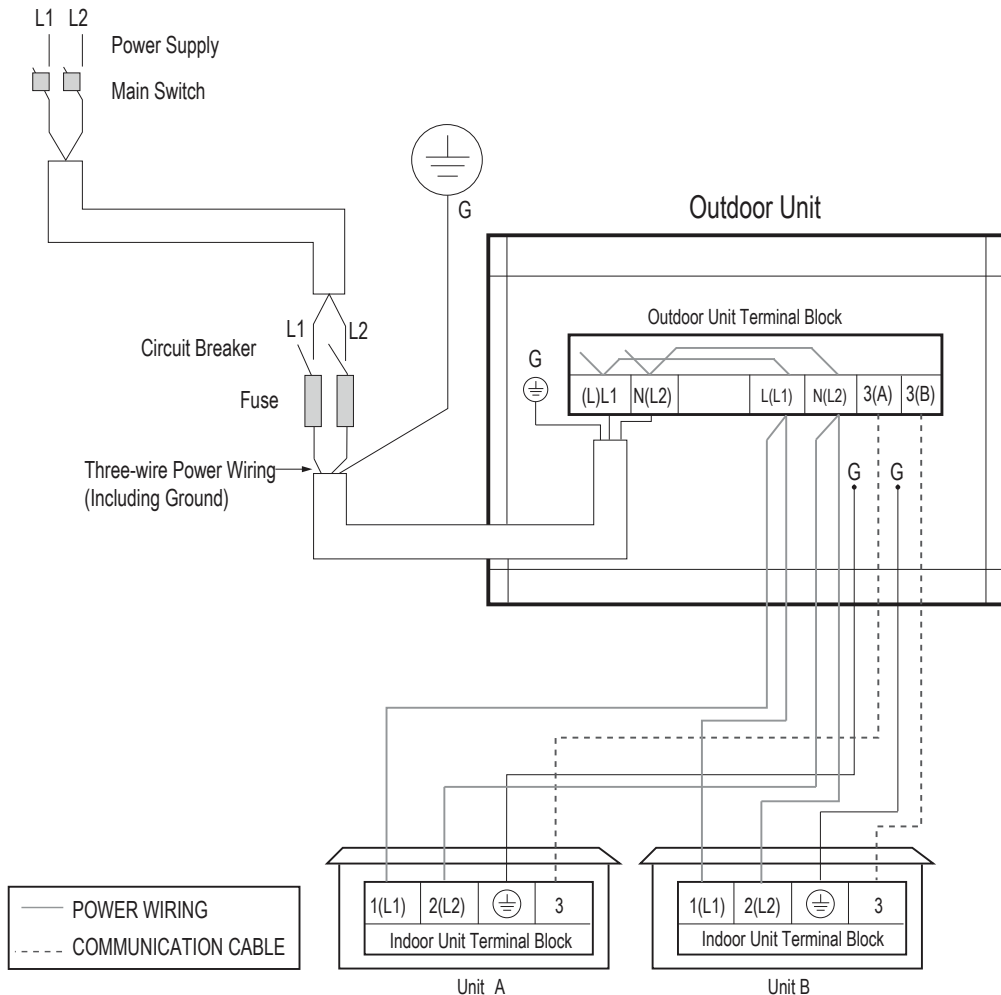 L1 L2
Power Supply
Main Switch
G
Outdoor Unit
L1 L2
Circuit Breaker
Fuse
Three-wire Power Wiring
(Including Ground)
Outdoor Unit Terminal Block
G
(L)L1 N(L2) L(L1) N(L2) 3(A) 3(B)
G G
1(L1) 2(L2) 3
Indoor Unit Terminal Block
Unit A
1(L1) 2(L2) 3
Indoor Unit Terminal Block
Unit B
POWER WIRING
COMMUNICATION CABLE